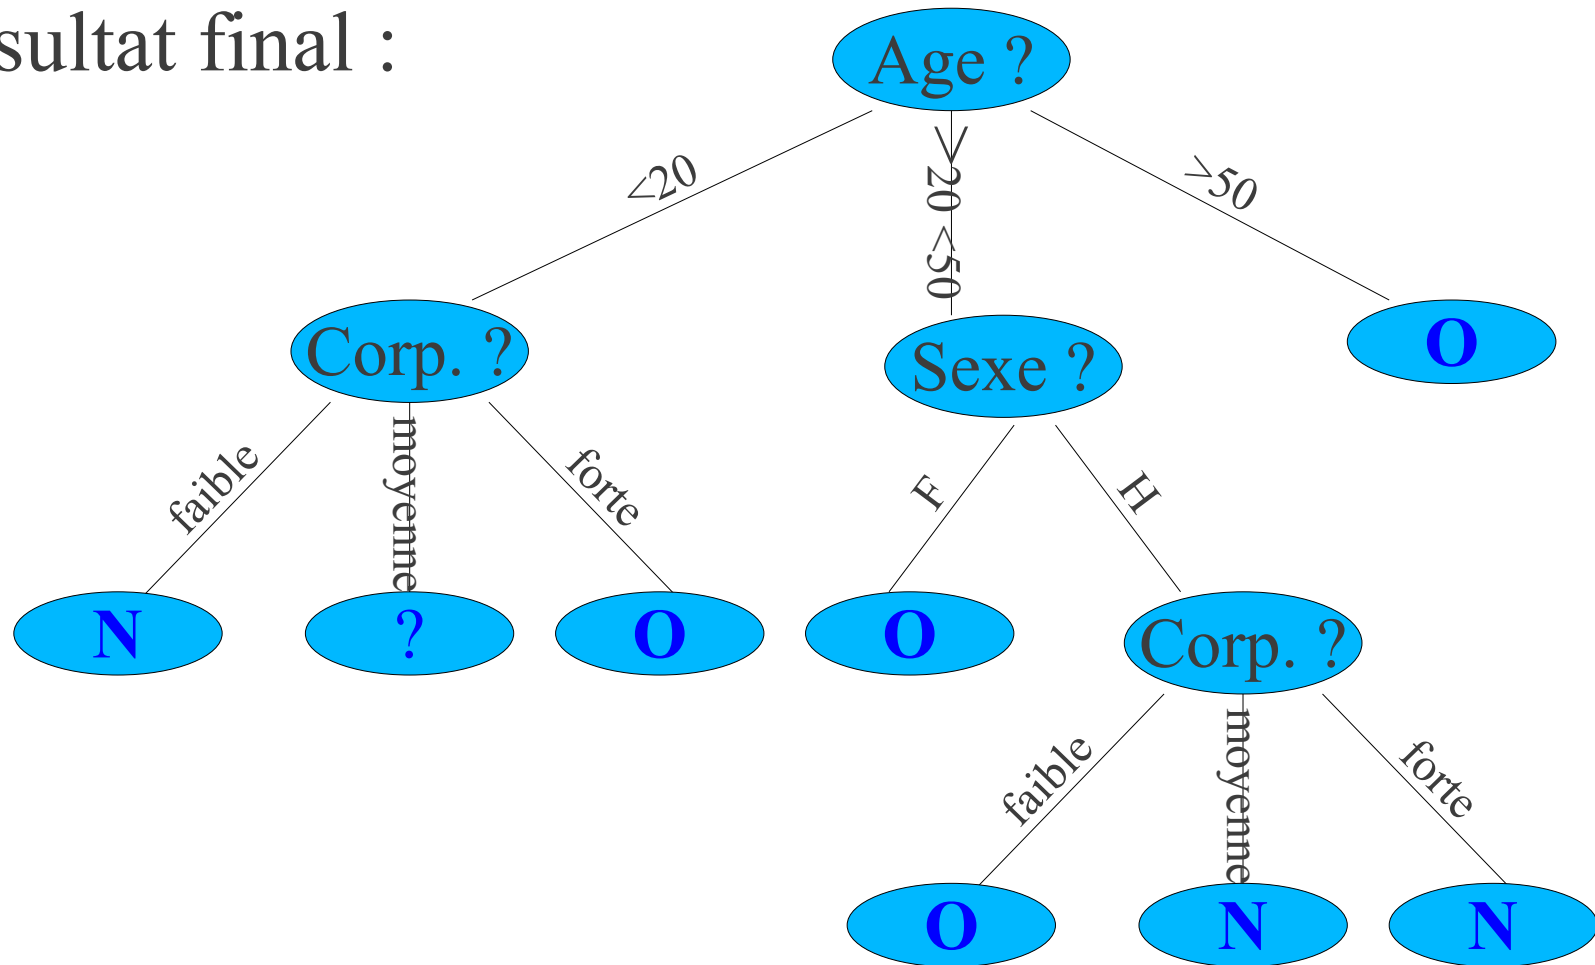 sultat final :
Age ?
<20
>20 <50
>50
Corp. ?
Sexe ?
O
faible
moyenne
forte
F
H
N
?
O
O
Corp. ?
faible
moyenne
forte
O
N
N